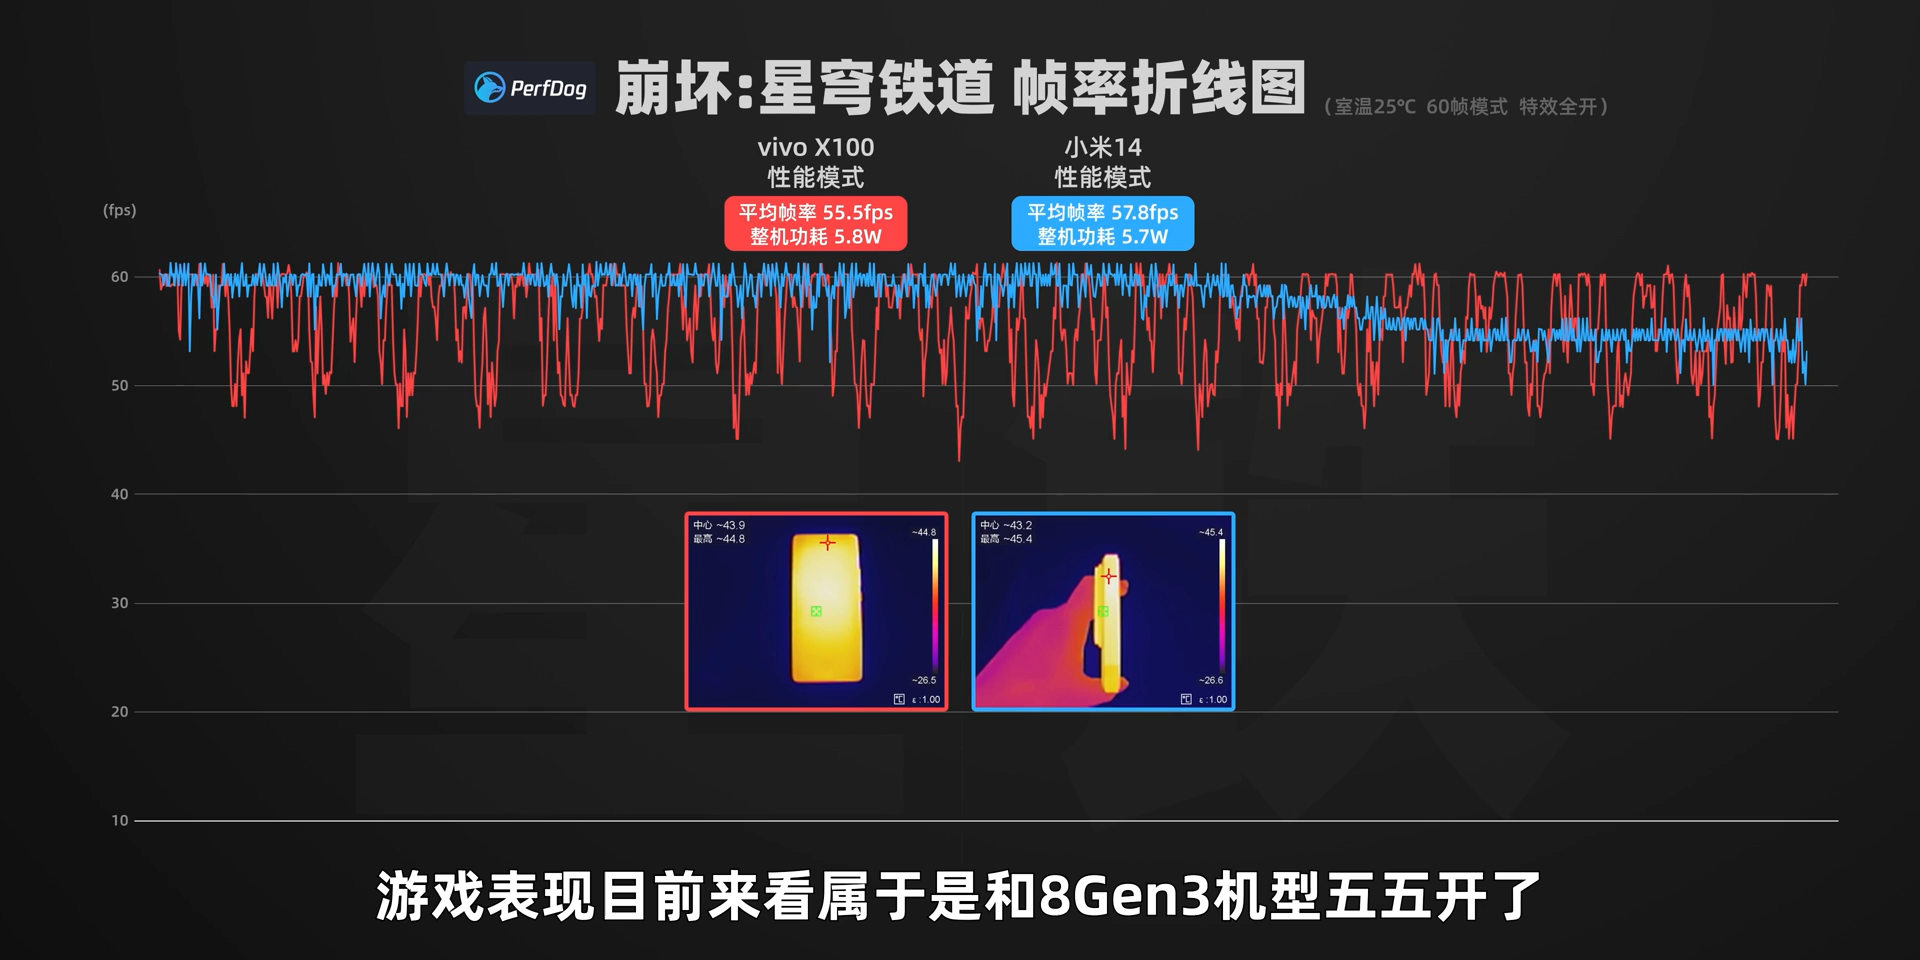 PerfDog
崩坏:星穹铁道 帧率折线图
（室温25℃ 60帧模式 特效全开）
vivo X100
性能模式
平均帧率 55.5fps
整机功耗 5.8W
小米14
性能模式
平均帧率 57.8fps
整机功耗 5.7W
(fps)
60
50
40
30
20
10
中心 ~43.9
最高 ~44.8
~44.8
~26.5
℃ ε:1.00
中心 ~43.2
最高 ~45.4
~45.4
~26.6
℃ ε:1.00
游戏表现目前来看属于是和8Gen3机型五五开了